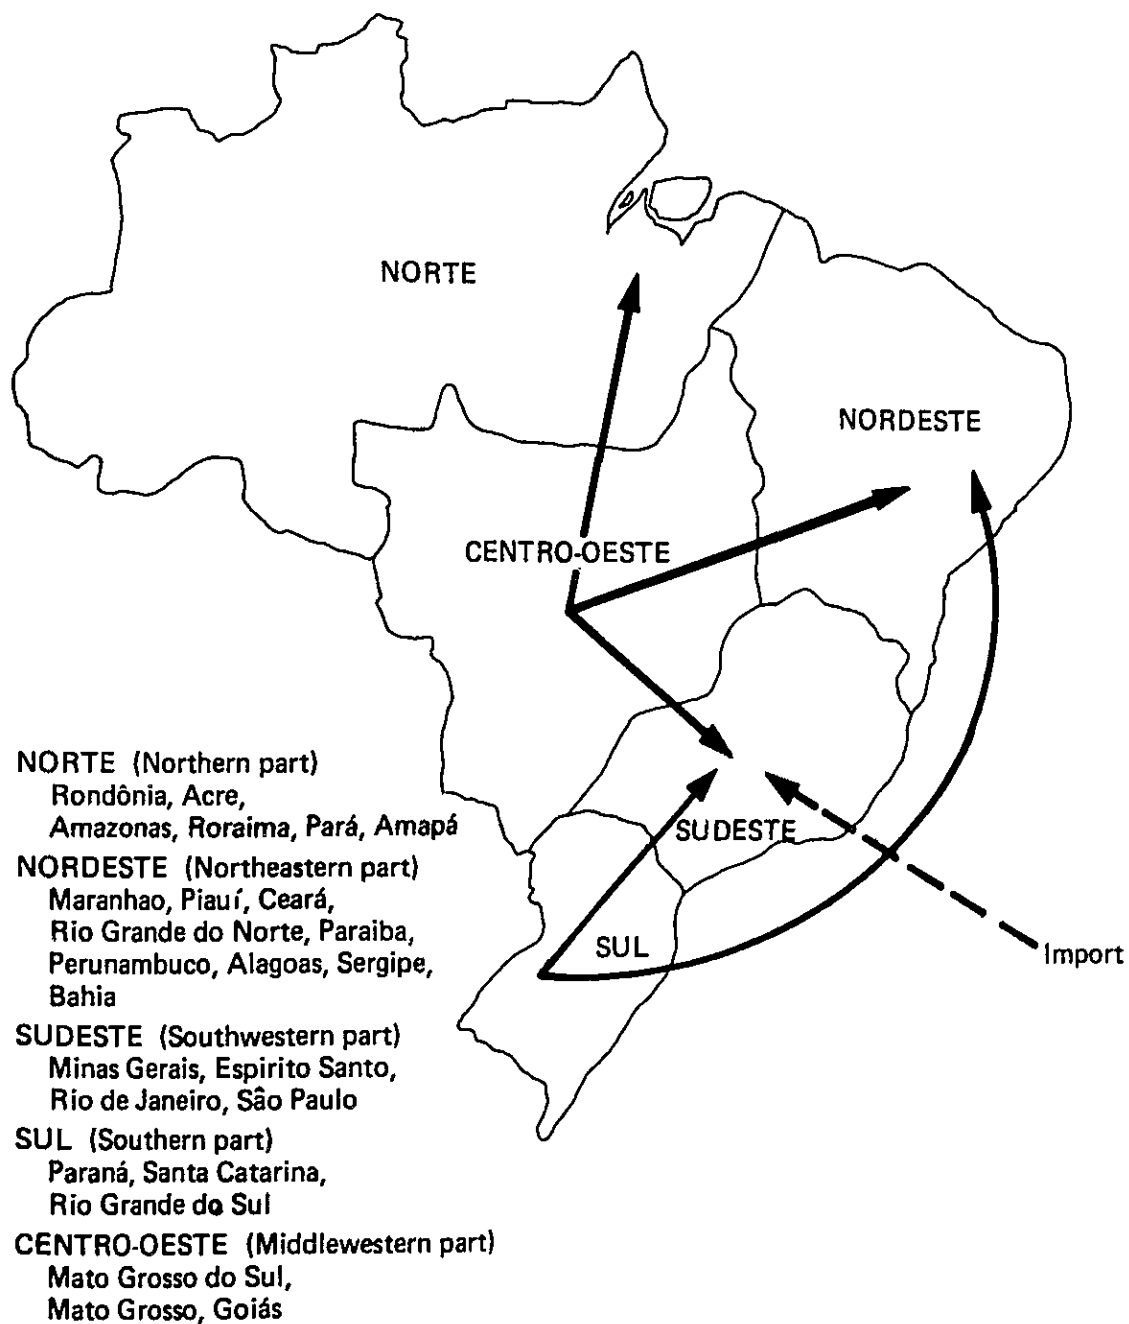 NORTE
NORDESTE
CENTRO-OESTE
SUDESTE
SUL
Import
NORTE (Northern part)
Rondônia, Acre,
Amazonas, Roraima, Pará, Amapá
NORDESTE (Northeastern part)
Maranhao, Piauí, Ceará,
Rio Grande do Norte, Paraiba,
Perunambuco, Alagoas, Sergipe,
Bahia
SUDESTE (Southwestern part)
Minas Gerais, Espirito Santo,
Rio de Janeiro, Sâo Paulo
SUL (Southern part)
Paraná, Santa Catarina,
Rio Grande do Sul
CENTRO-OESTE (Middlewestern part)
Mato Grosso do Sul,
Mato Grosso, Goiás